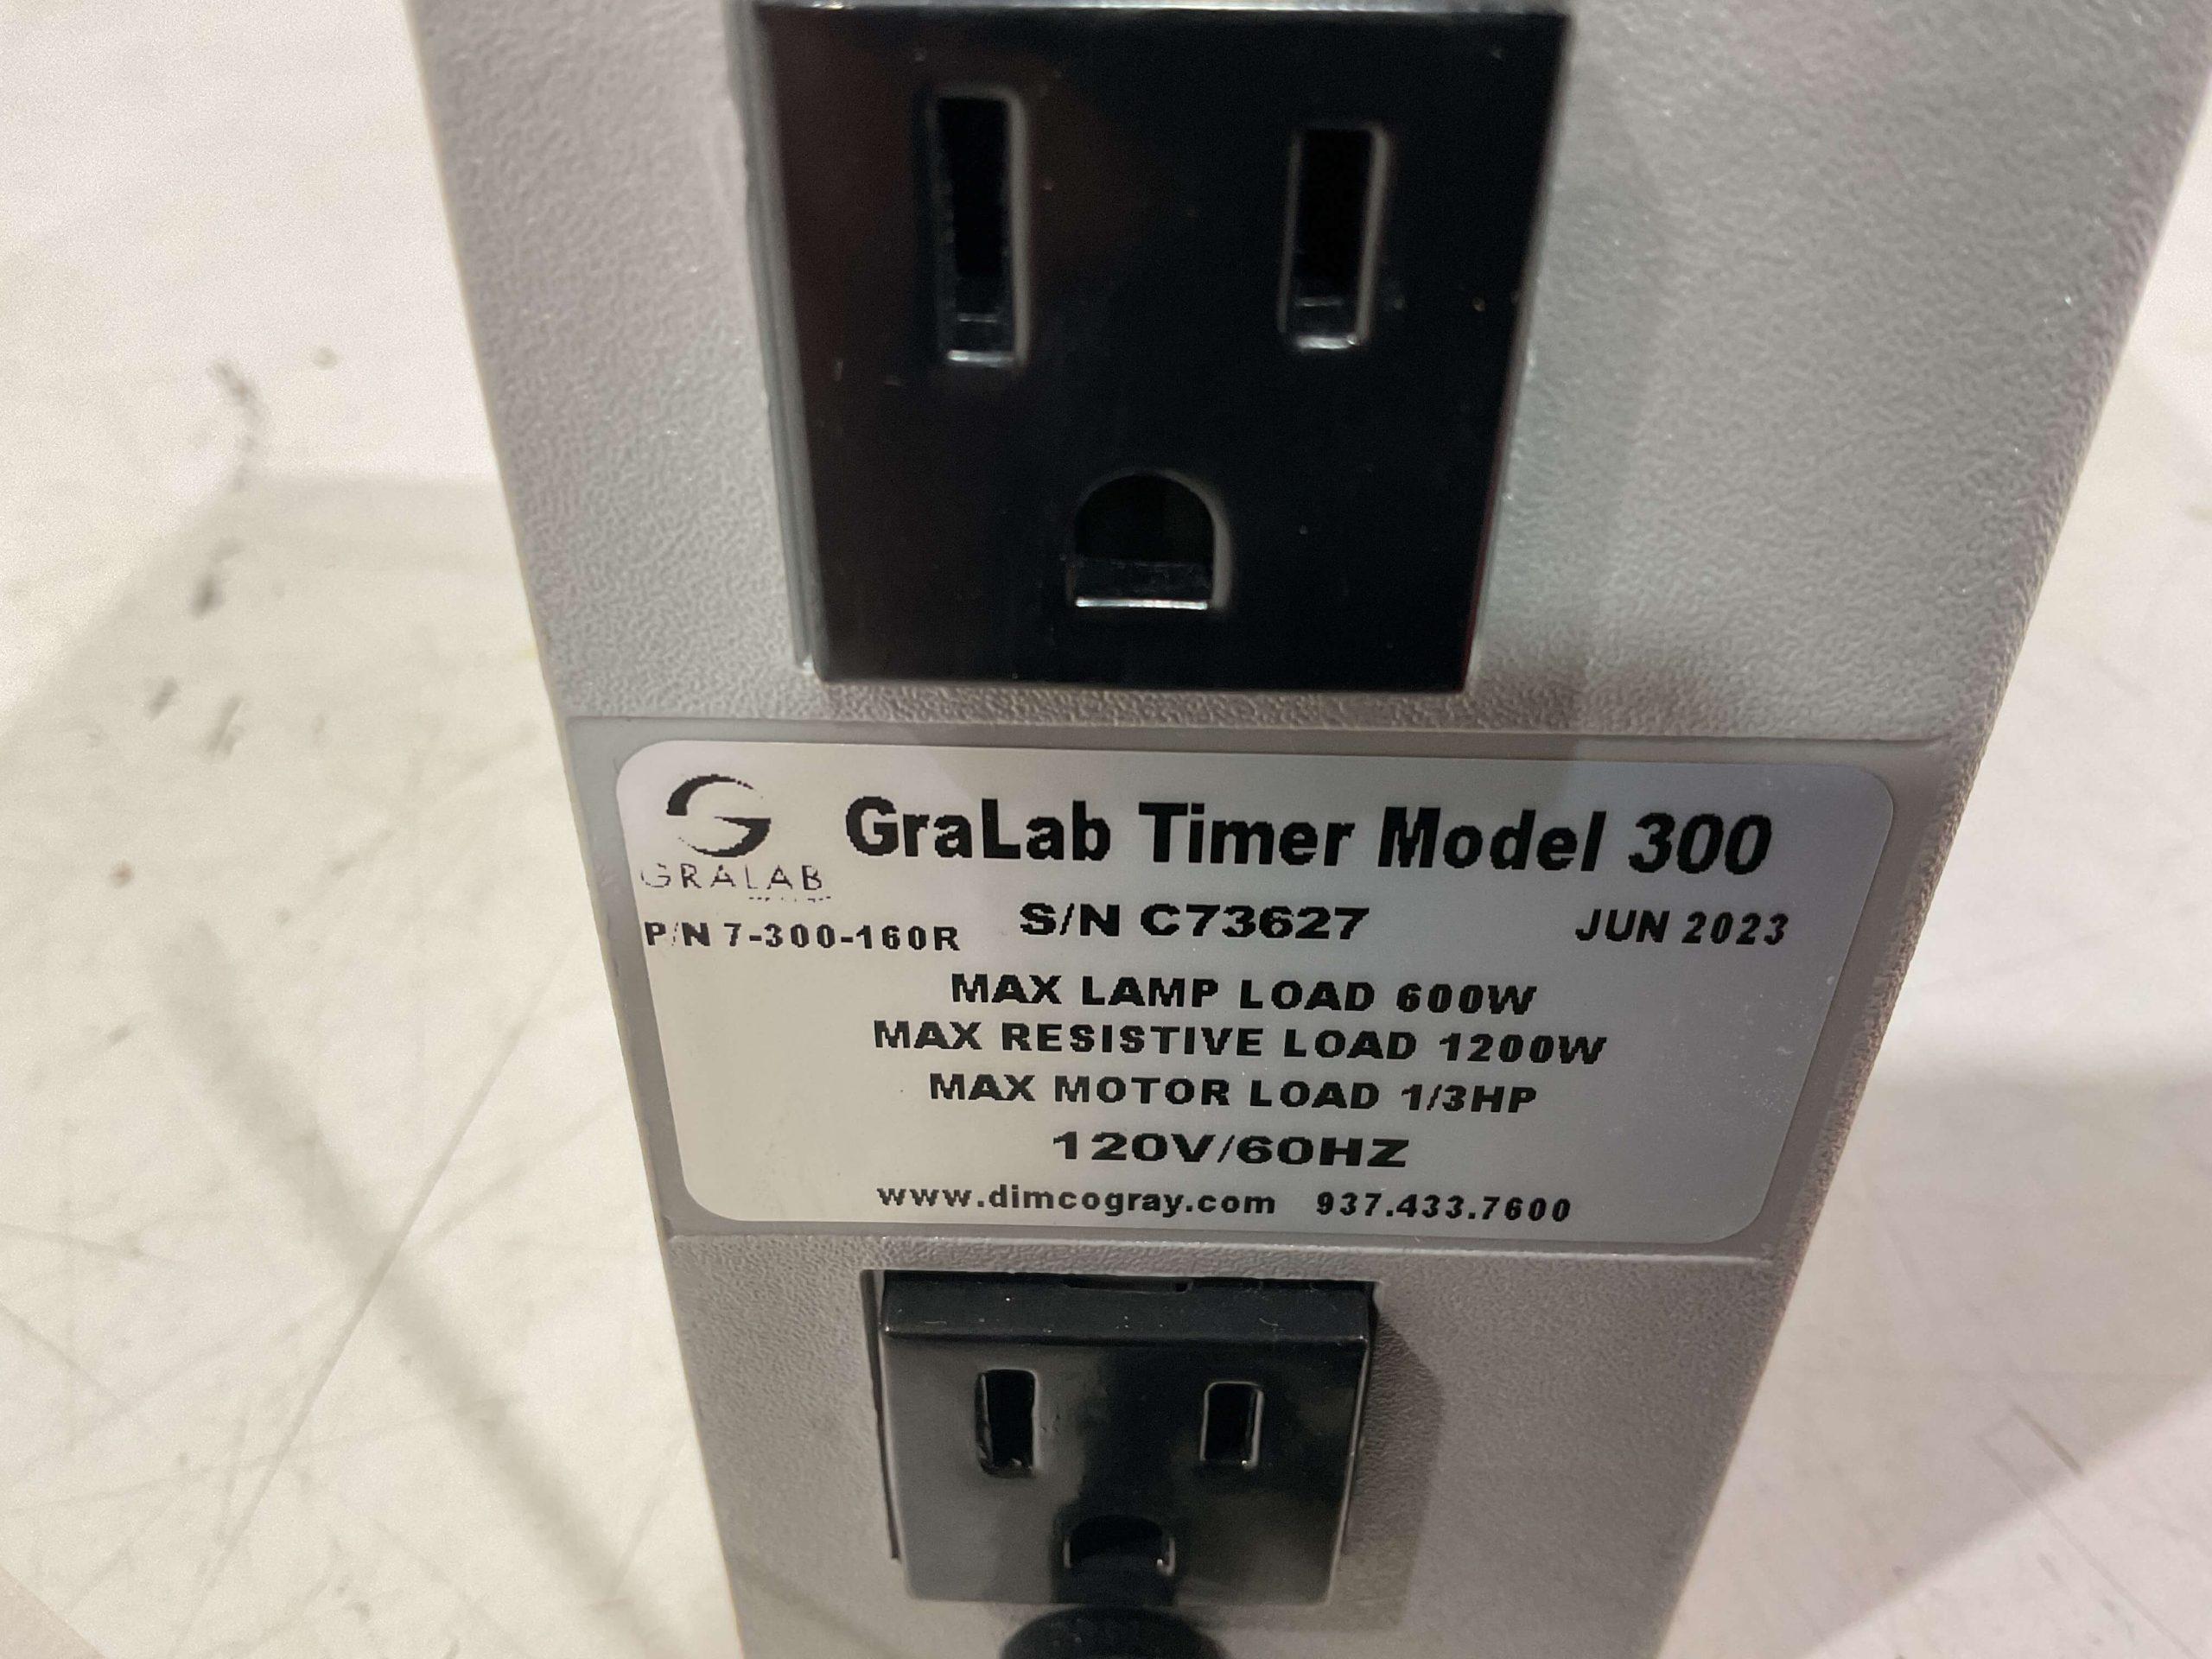 GraLab Timer Model 300
GRALAB
P/N 7-300-160R S/N C73627 JUN 2023
MAX LAMP LOAD 600W
MAX RESISTIVE LOAD 1200W
MAX MOTOR LOAD 1/3HP
120V/60HZ
www.dimcogray.com 937.433.7600